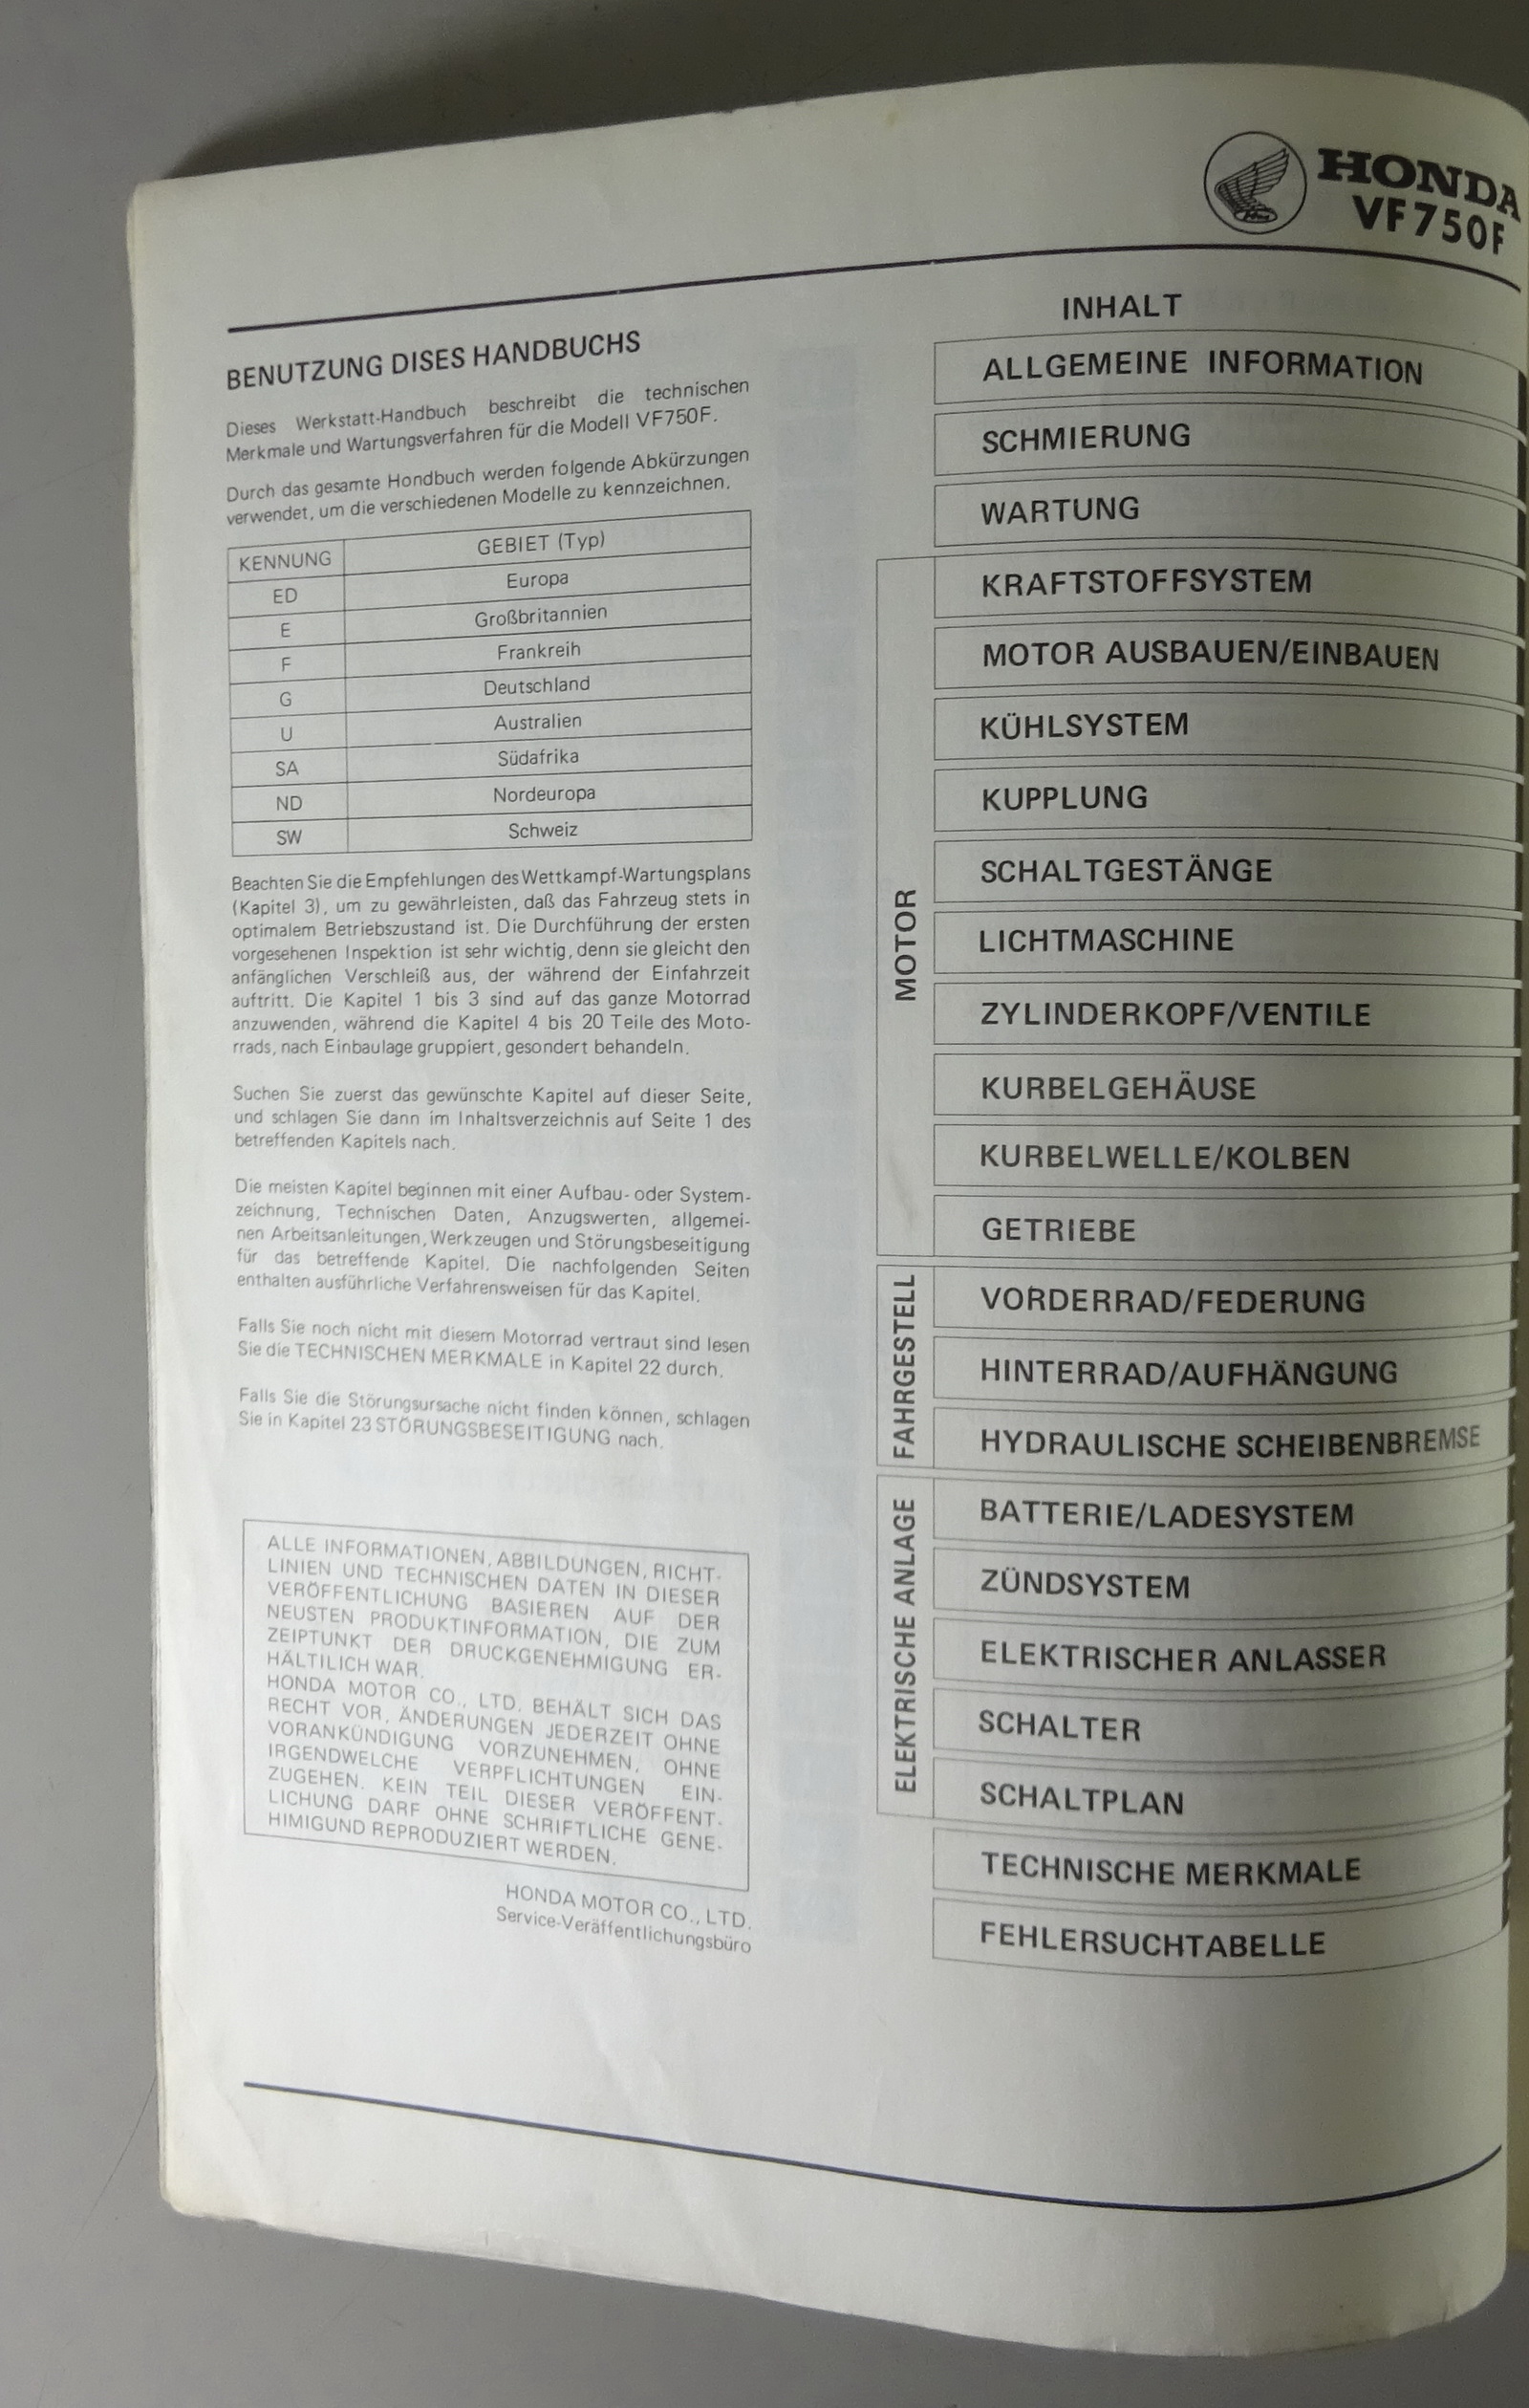 HONDA
VF750F
BENUTZUNG DISES HANDBUCHS
Dieses Werkstatt-Handbuch beschreibt die technischen
Merkmale und Wartungsverfahren für die Modell VF750F.
Durch das gesamte Hondbuch werden folgende Abkürzungen
verwendet, um die verschiedenen Modelle zu kennzeichnen.
KENNUNG GEBIET (Typ)
ED Europa
E Großbritannien
F Frankreih
G Deutschland
U Australien
SA Südafrika
ND Nordeuropa
SW Schweiz
Beachten Sie die Empfehlungen des Wettkampf-Wartungsplans
(Kapitel 3), um zu gewährleisten, daß das Fahrzeug stets in
optimalem Betriebszustand ist. Die Durchführung der ersten
vorgesehenen Inspektion ist sehr wichtig, denn sie gleicht den
anfänglichen Verschleiß aus, der während der Einfahrzeit
auftritt. Die Kapitel 1 bis 3 sind auf das ganze Motorrad
anzuwenden, während die Kapitel 4 bis 20 Teile des Moto-
rrads, nach Einbaulage gruppiert, gesondert behandeln.
Suchen Sie zuerst das gewünschte Kapitel auf dieser Seite,
und schlagen Sie dann im Inhaltsverzeichnis auf Seite 1 des
betreffenden Kapitels nach.
Die meisten Kapitel beginnen mit einer Aufbau- oder System-
zeichnung, Technischen Daten, Anzugswerten, allgemei-
nen Arbeitsanleitungen, Werkzeugen und Störungsbeseitigung
für das betreffende Kapitel. Die nachfolgenden Seiten
enthalten ausführliche Verfahrensweisen für das Kapitel.
Falls Sie noch nicht mit diesem Motorrad vertraut sind lesen
Sie die TECHNISCHEN MERKMALE in Kapitel 22 durch.
Falls Sie die Störungsursache nicht finden können, schlagen
Sie in Kapitel 23 STÖRUNGSBESEITIGUNG nach.
ALLE INFORMATIONEN, ABBILDUNGEN, RICHT-
LINIEN UND TECHNISCHEN DATEN IN DIESER
VERÖFFENTLICHUNG BASIEREN AUF DER
NEUSTEN PRODUKTINFORMATION, DIE ZUM
ZEIPTUNKT DER DRUCKGENEHMIGUNG ER-
HÄLTILICH WAR.
HONDA MOTOR CO., LTD. BEHÄLT SICH DAS
RECHT VOR, ÄNDERUNGEN JEDERZEIT OHNE
VORANKÜNDIGUNG VORZUNEHMEN, OHNE
IRGENDWELCHE VERPFLICHTUNGEN EIN-
ZUGEHEN. KEIN TEIL DIESER VERÖFFENT-
LICHUNG DARF OHNE SCHRIFTLICHE GENE-
HIMIGUND REPRODUZIERT WERDEN.
HONDA MOTOR CO., LTD.
Service-Veräffentlichungsbüro
INHALT
ALLGEMEINE INFORMATION
SCHMIERUNG
WARTUNG
MOTOR
KRAFTSTOFFSYSTEM
MOTOR AUSBAUEN/EINBAUEN
KÜHLSYSTEM
KUPPLUNG
SCHALTGESTÄNGE
LICHTMASCHINE
ZYLINDERKOPF/VENTILE
KURBELGEHÄUSE
KURBELWELLE/KOLBEN
GETRIEBE
FAHRGESTELL
VORDERRAD/FEDERUNG
HINTERRAD/AUFHÄNGUNG
HYDRAULISCHE SCHEIBENBREMSE
ELEKTRISCHE ANLAGE
BATTERIE/LADESYSTEM
ZÜNDSYSTEM
ELEKTRISCHER ANLASSER
SCHALTER
SCHALTPLAN
TECHNISCHE MERKMALE
FEHLERSUCHTABELLE